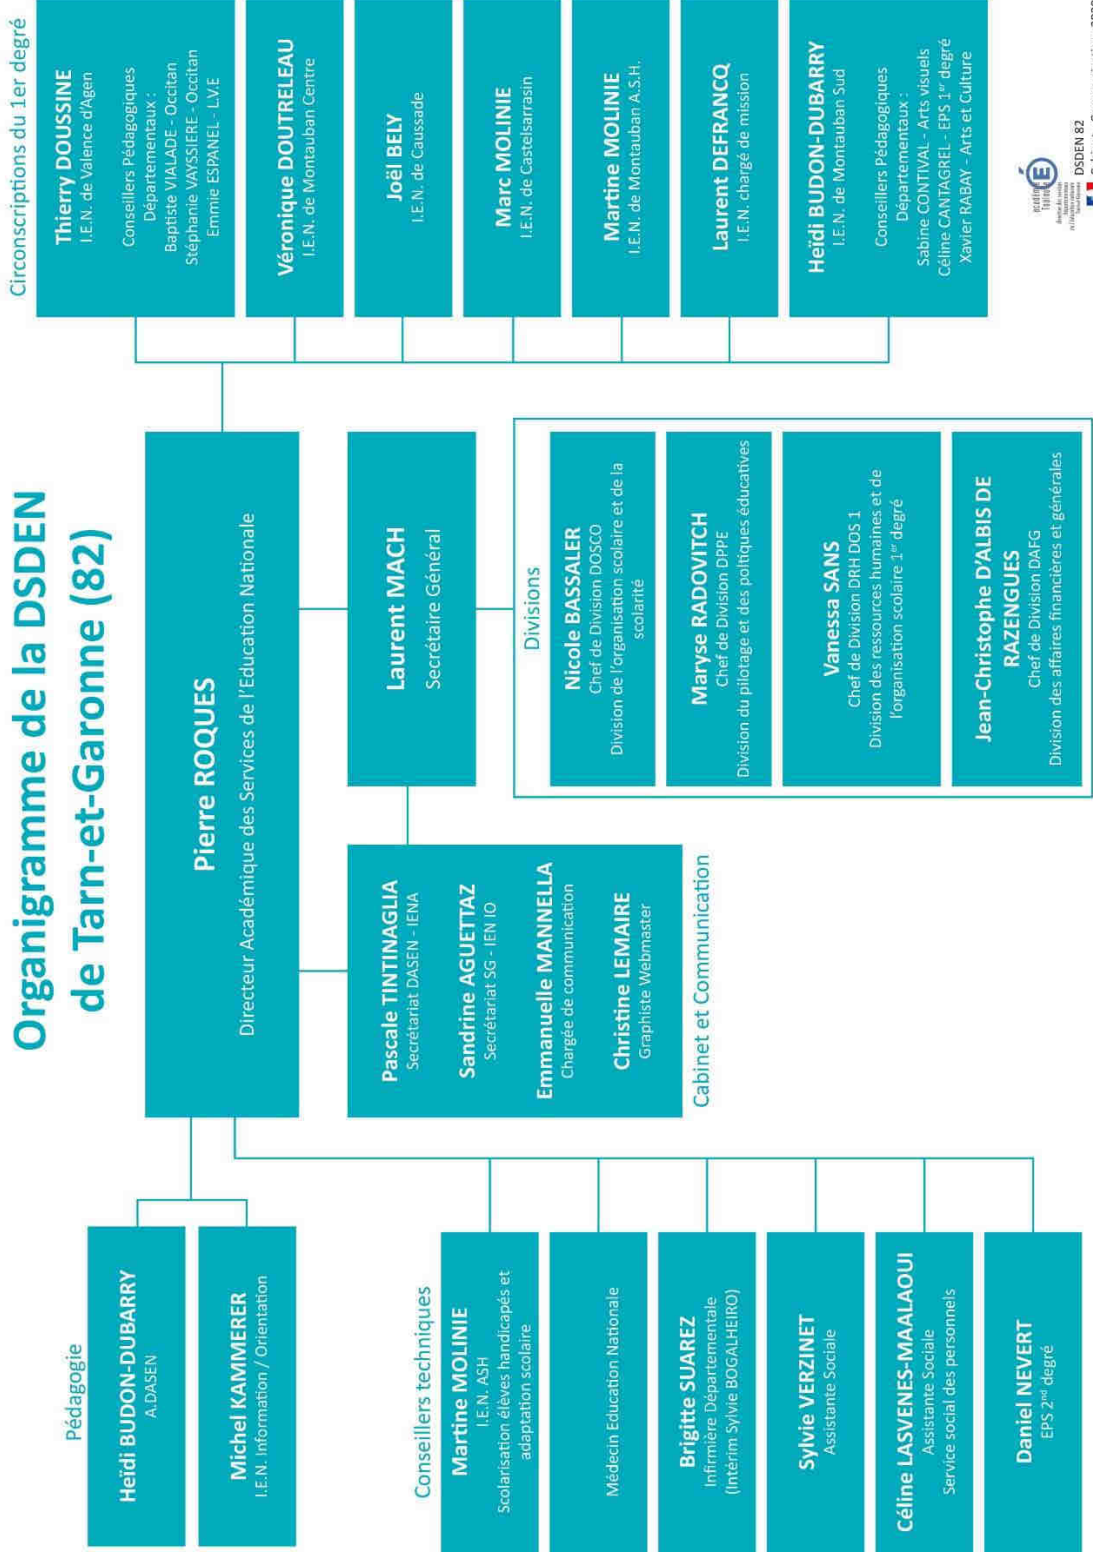 Organigramme de la DSDEN
de Tarn-et-Garonne (82)
Pédagogie
Heïdi BUDON-DUBARRY
A.DASEN
Michel KAMMERER
I.E.N. Information / Orientation
Conseillers techniques
Martine MOLINIE
I.E.N. ASH
Scolarisation élèves handicapés et
adaptation scolaire
Médecin Education Nationale
Brigitte SUAREZ
Infirmière Départementale
(Intérim Sylvie BOGALHEIRO)
Sylvie VERZINET
Assistante Sociale
Céline LASVENES-MAALAOUI
Assistante Sociale
Service social des personnels
Daniel NEVERT
EPS 2nd degré
Pierre ROQUES
Directeur Académique des Services de l'Education Nationale
Pascale TINTINAGLIA
Secrétariat DASEN - IENA
Sandrine AGUETTAZ
Secrétariat SG - IEN IO
Emmanuelle MANNELLA
Chargée de communication
Christine LEMAIRE
Graphiste Webmaster
Cabinet et Communication
Laurent MACH
Secrétaire Général
Divisions
Nicole BASSALER
Chef de Division DOSCO
Division de l'organisation scolaire et de la
scolarité
Maryse RADOVITCH
Chef de Division DPPE
Division du pilotage et des poltiques éducatives
Vanessa SANS
Chef de Division DRH DOS 1
Division des ressources humaines et de
l'organisation scolaire 1er degré
Jean-Christophe D'ALBIS DE
RAZENGUES
Chef de Division DAFG
Division des affaires financières et générales
Circonscriptions du 1er degré
Thierry DOUSSINE
I.E.N. de Valence d'Agen
Conseillers Pédagogiques
Départementaux :
Baptiste VIALADE - Occitan
Stéphanie VAYSSIERE - Occitan
Emmie ESPANEL - L.V.E
Véronique DOUTRELEAU
I.E.N. de Montauban Centre
Joël BELY
I.E.N. de Caussade
Marc MOLINIE
I.E.N. de Castelsarrasin
Martine MOLINIE
I.E.N. de Montauban A.S.H.
Laurent DEFRANCQ
I.E.N. chargé de mission
Heïdi BUDON-DUBARRY
I.E.N. de Montauban Sud
Conseillers Pédagogiques
Départementaux :
Sabine CONTIVAL - Arts visuels
Céline CANTAGREL - EPS 1er degré
Xavier RABAY - Arts et Culture
académie
Toulouse
É
DSDEN 82